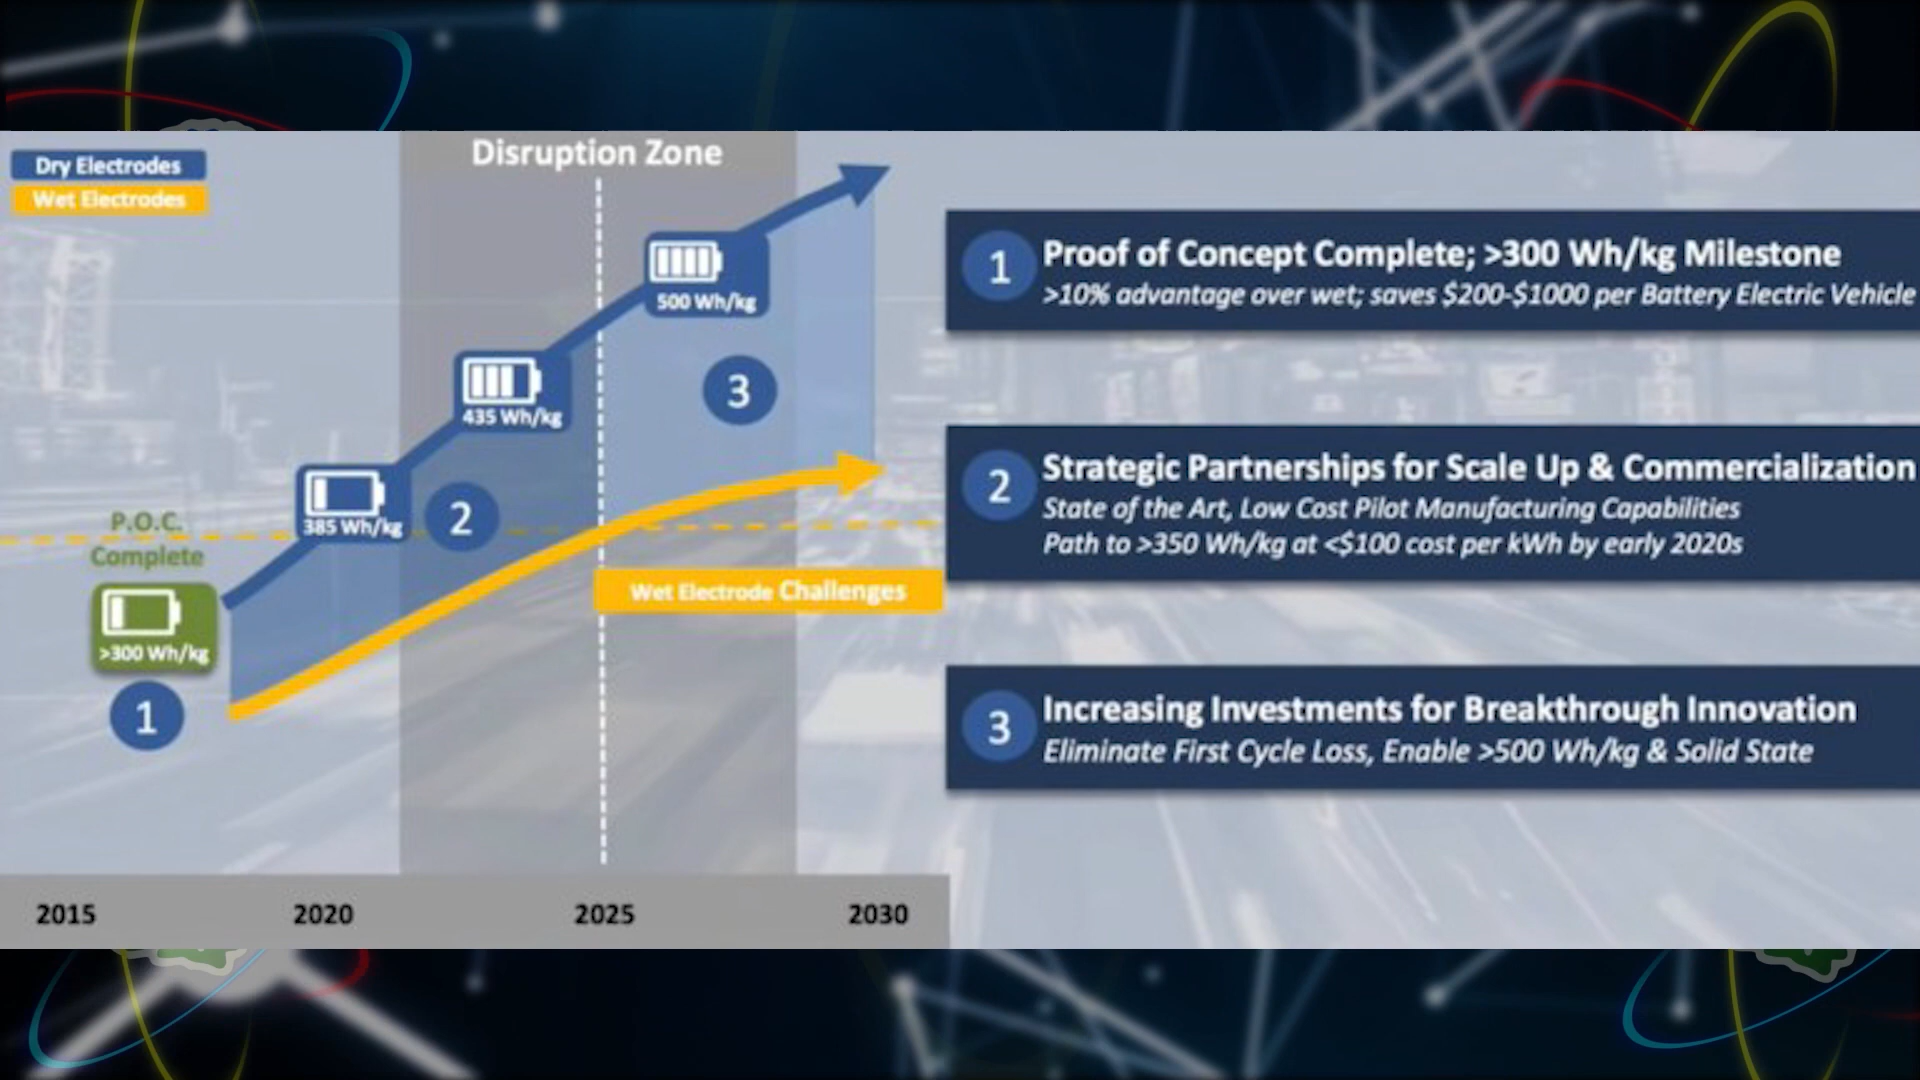 Dry Electrodes
Wet Electrodes
Disruption Zone
500 Wh/kg
3
435 Wh/kg
385 Wh/kg
2
P.O.C.
Complete
>300 Wh/kg
1
Wet Electrode Challenges
2015
2020
2025
2030
1
Proof of Concept Complete; >300 Wh/kg Milestone
>10% advantage over wet; saves $200-$1000 per Battery Electric Vehicle
2
Strategic Partnerships for Scale Up & Commercialization
State of the Art, Low Cost Pilot Manufacturing Capabilities
Path to >350 Wh/kg at <$100 cost per kWh by early 2020s
3
Increasing Investments for Breakthrough Innovation
Eliminate First Cycle Loss, Enable >500 Wh/kg & Solid State